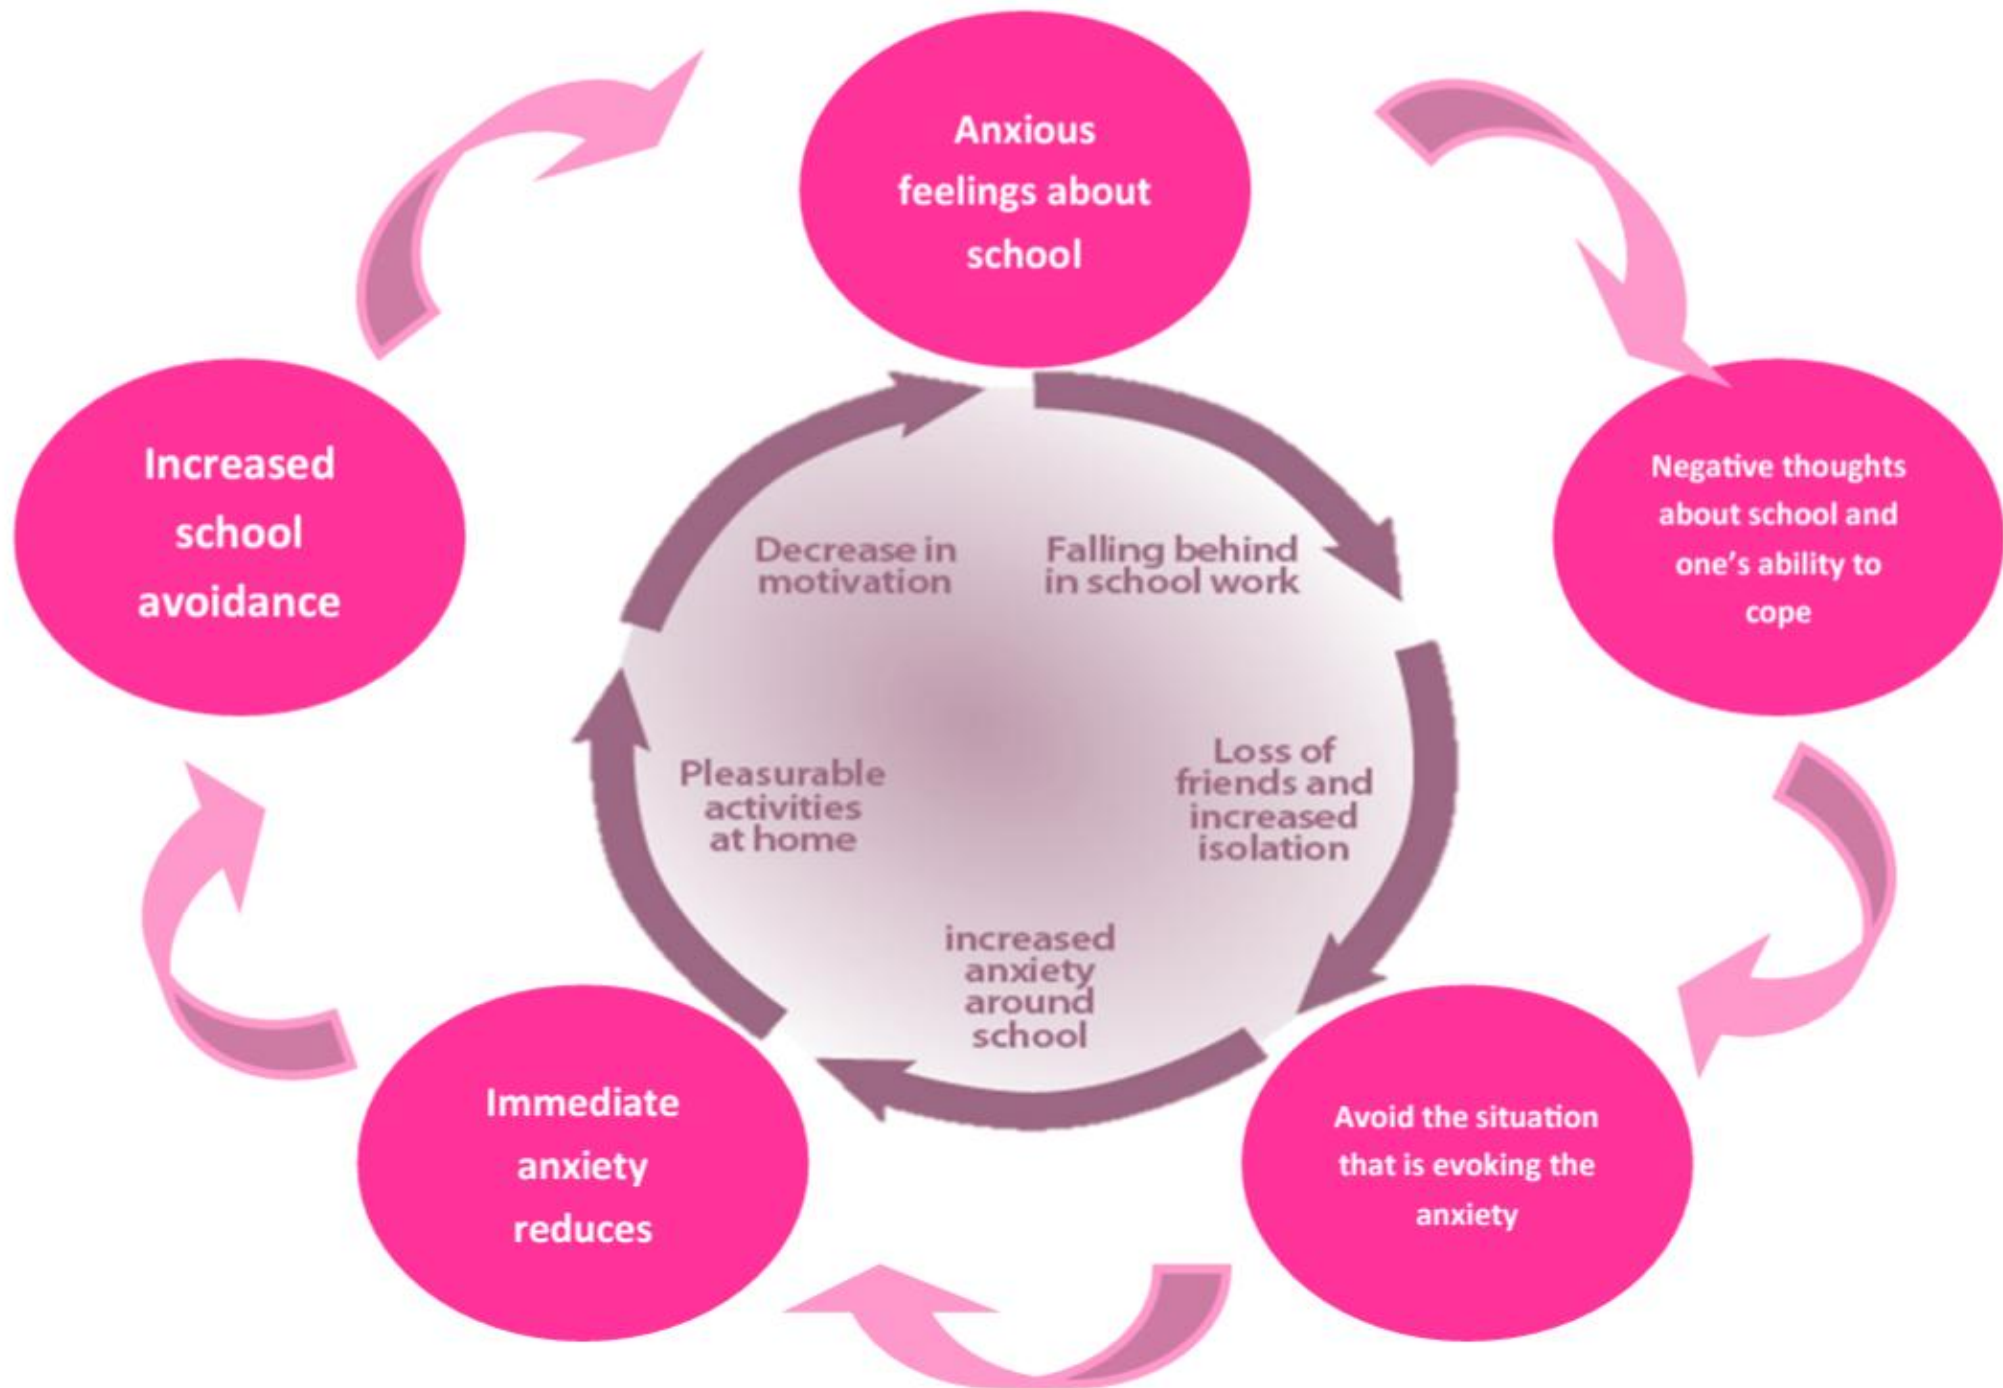 Anxious
feelings about
school
Increased
school
avoidance
Negative thoughts
about school and
one’s ability to
cope
Decrease in
motivation
Falling behind
in school work
Pleasurable
activities
at home
Loss of
friends and
increased
isolation
increased
anxiety
around
school
Immediate
anxiety
reduces
Avoid the situation
that is evoking the
anxiety